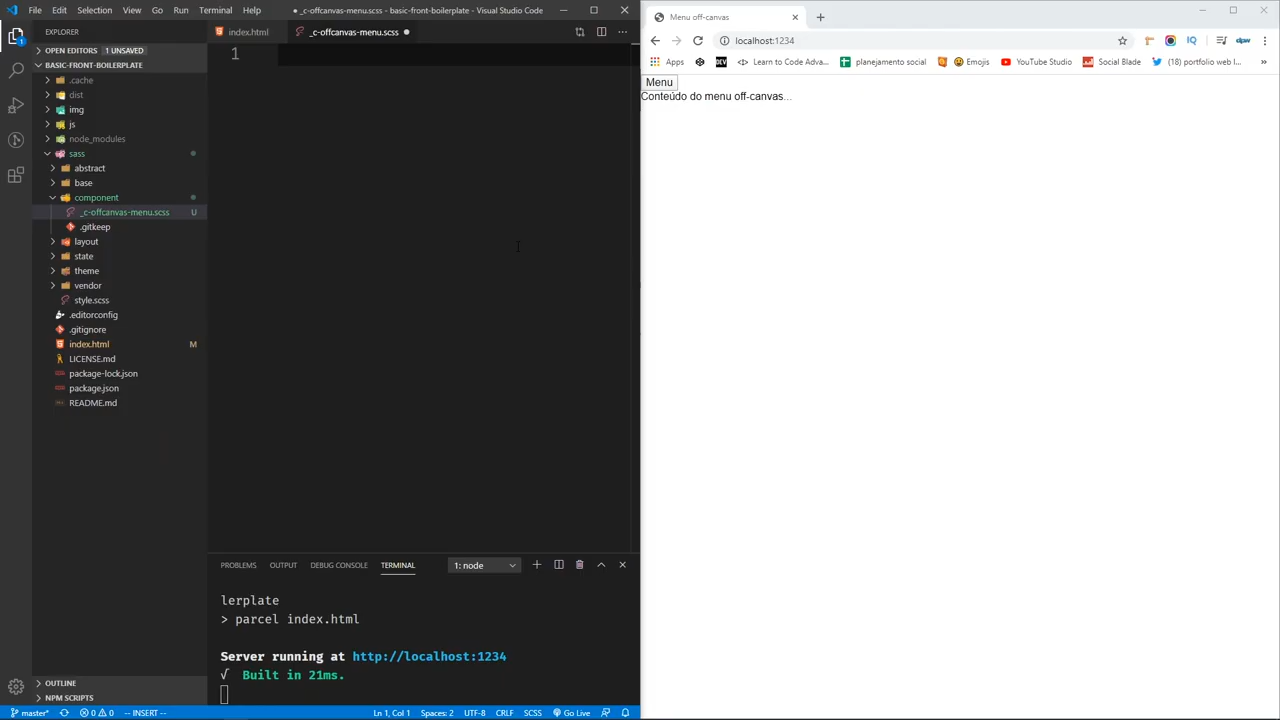 File Edit Selection View Go Run Terminal Help
● _c-offcanvas-menu.scss - basic-front-boilerplate - Visual Studio Code
EXPLORER
OPEN EDITORS 1 UNSAVED
BASIC-FRONT-BOILERPLATE
.cache
dist
img
js
node_modules
sass
abstract
base
component
_c-offcanvas-menu.scss U
.gitkeep
layout
state
theme
vendor
style.scss
.editorconfig
.gitignore
index.html M
LICENSE.md
package-lock.json
package.json
README.md
OUTLINE
NPM SCRIPTS
index.html
_c-offcanvas-menu.scss ●
1
PROBLEMS OUTPUT DEBUG CONSOLE TERMINAL
1: node
lerplate
> parcel index.html
Server running at http://localhost:1234
√ Built in 21ms.
master* 0 0 -- INSERT --
Ln 1, Col 1 Spaces: 2 UTF-8 CRLF SCSS Go Live
Menu off-canvas
localhost:1234
Apps
DEV
Learn to Code Adva...
planejamento social
Emojis
YouTube Studio
Social Blade
(18) portfolio web l...
»
IQ
Menu
Conteúdo do menu off-canvas...